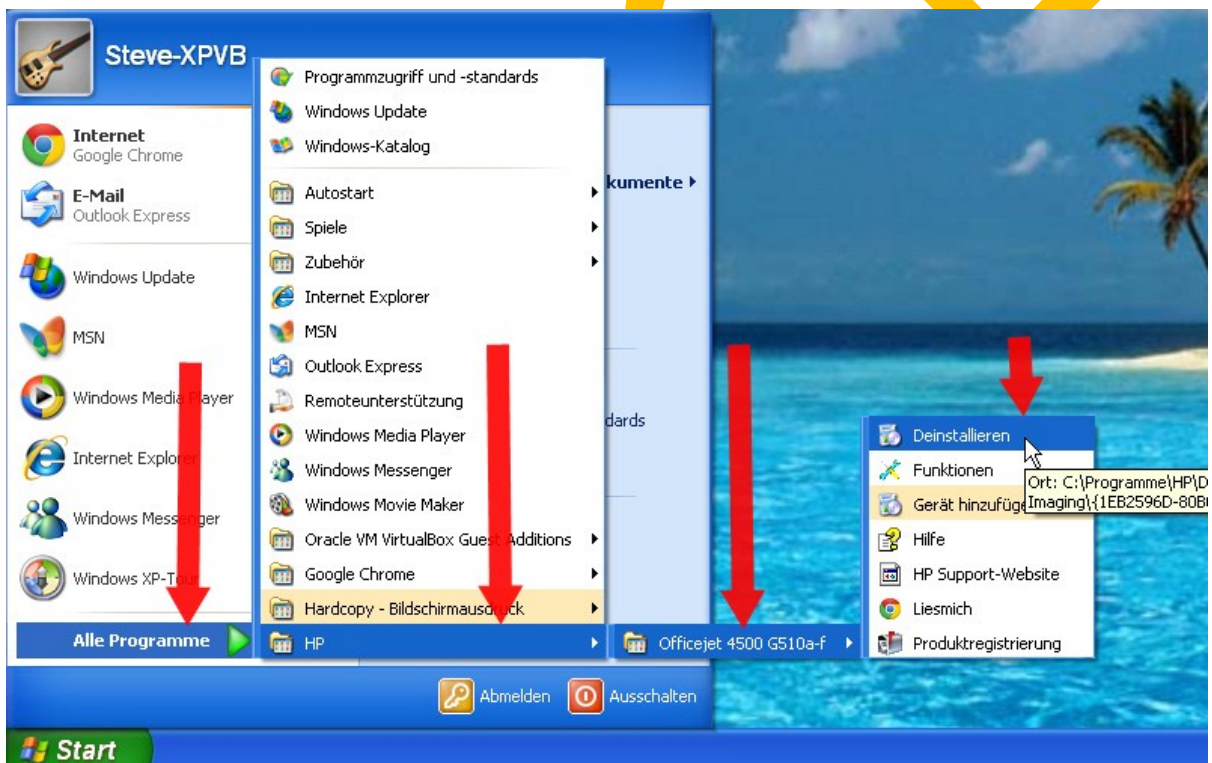 Steve-XPVB
Internet
Google Chrome
E-Mail
Outlook Express
Windows Update
MSN
Windows Media Player
Internet Explorer
Windows Messenger
Windows XP-Tour
Alle Programme
Programmzugriff und -standards
Windows Update
Windows-Katalog
Autostart
Spiele
Zubehör
Internet Explorer
MSN
Outlook Express
Remoteunterstützung
Windows Media Player
Windows Messenger
Windows Movie Maker
Oracle VM VirtualBox Guest Additions
Google Chrome
Hardcopy - Bildschirmausdruck
HP
kumente
dards
Officejet 4500 G510a-f
Deinstallieren
Funktionen
Gerät hinzufüge
Hilfe
HP Support-Website
Liesmich
Produktregistrierung
Ort: C:\Programme\HP\D
Imaging\{1EB2596D-80B
Abmelden
Ausschalten
Start